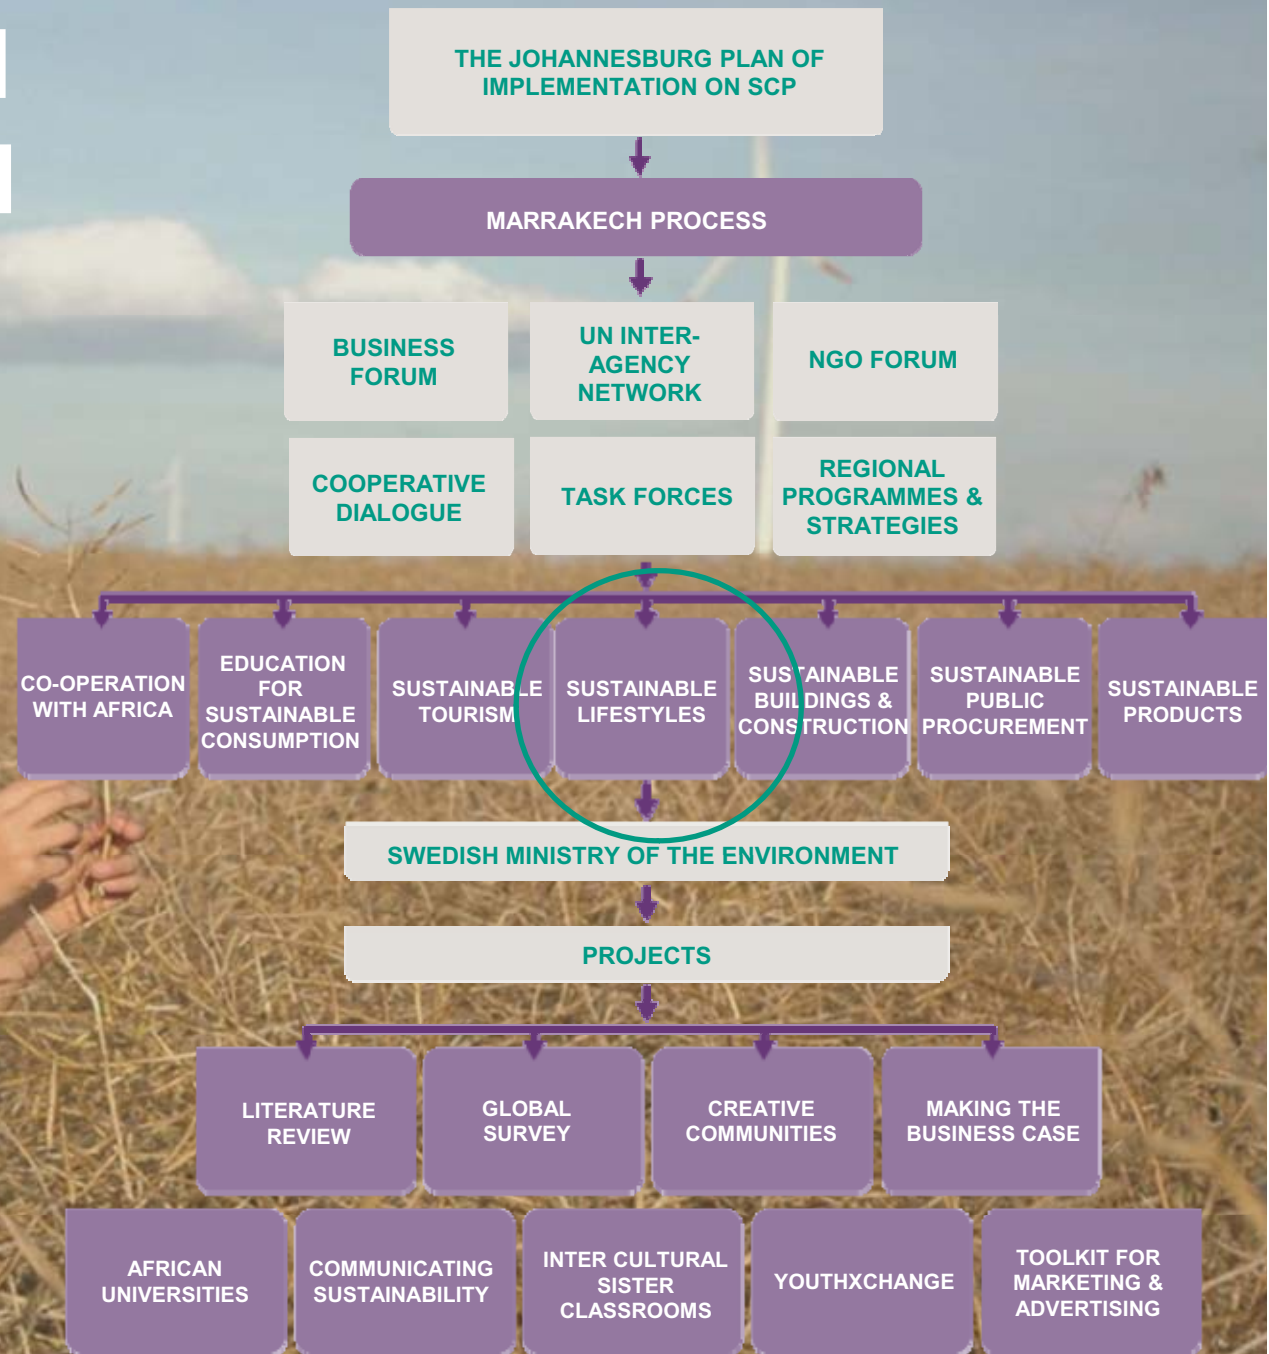 THE JOHANNESBURG PLAN OF
IMPLEMENTATION ON SCP
MARRAKECH PROCESS
BUSINESS
FORUM
UN INTER-
AGENCY
NETWORK
NGO FORUM
COOPERATIVE
DIALOGUE
TASK FORCES
REGIONAL
PROGRAMMES &
STRATEGIES
CO-OPERATION
WITH AFRICA
EDUCATION
FOR
SUSTAINABLE
CONSUMPTION
SUSTAINABLE
TOURISM
SUSTAINABLE
LIFESTYLES
SUSTAINABLE
BUILDINGS &
CONSTRUCTION
SUSTAINABLE
PUBLIC
PROCUREMENT
SUSTAINABLE
PRODUCTS
SWEDISH MINISTRY OF THE ENVIRONMENT
PROJECTS
LITERATURE
REVIEW
GLOBAL
SURVEY
CREATIVE
COMMUNITIES
MAKING THE
BUSINESS CASE
AFRICAN
UNIVERSITIES
COMMUNICATING
SUSTAINABILITY
INTER CULTURAL
SISTER
CLASSROOMS
YOUTHXCHANGE
TOOLKIT FOR
MARKETING &
ADVERTISING